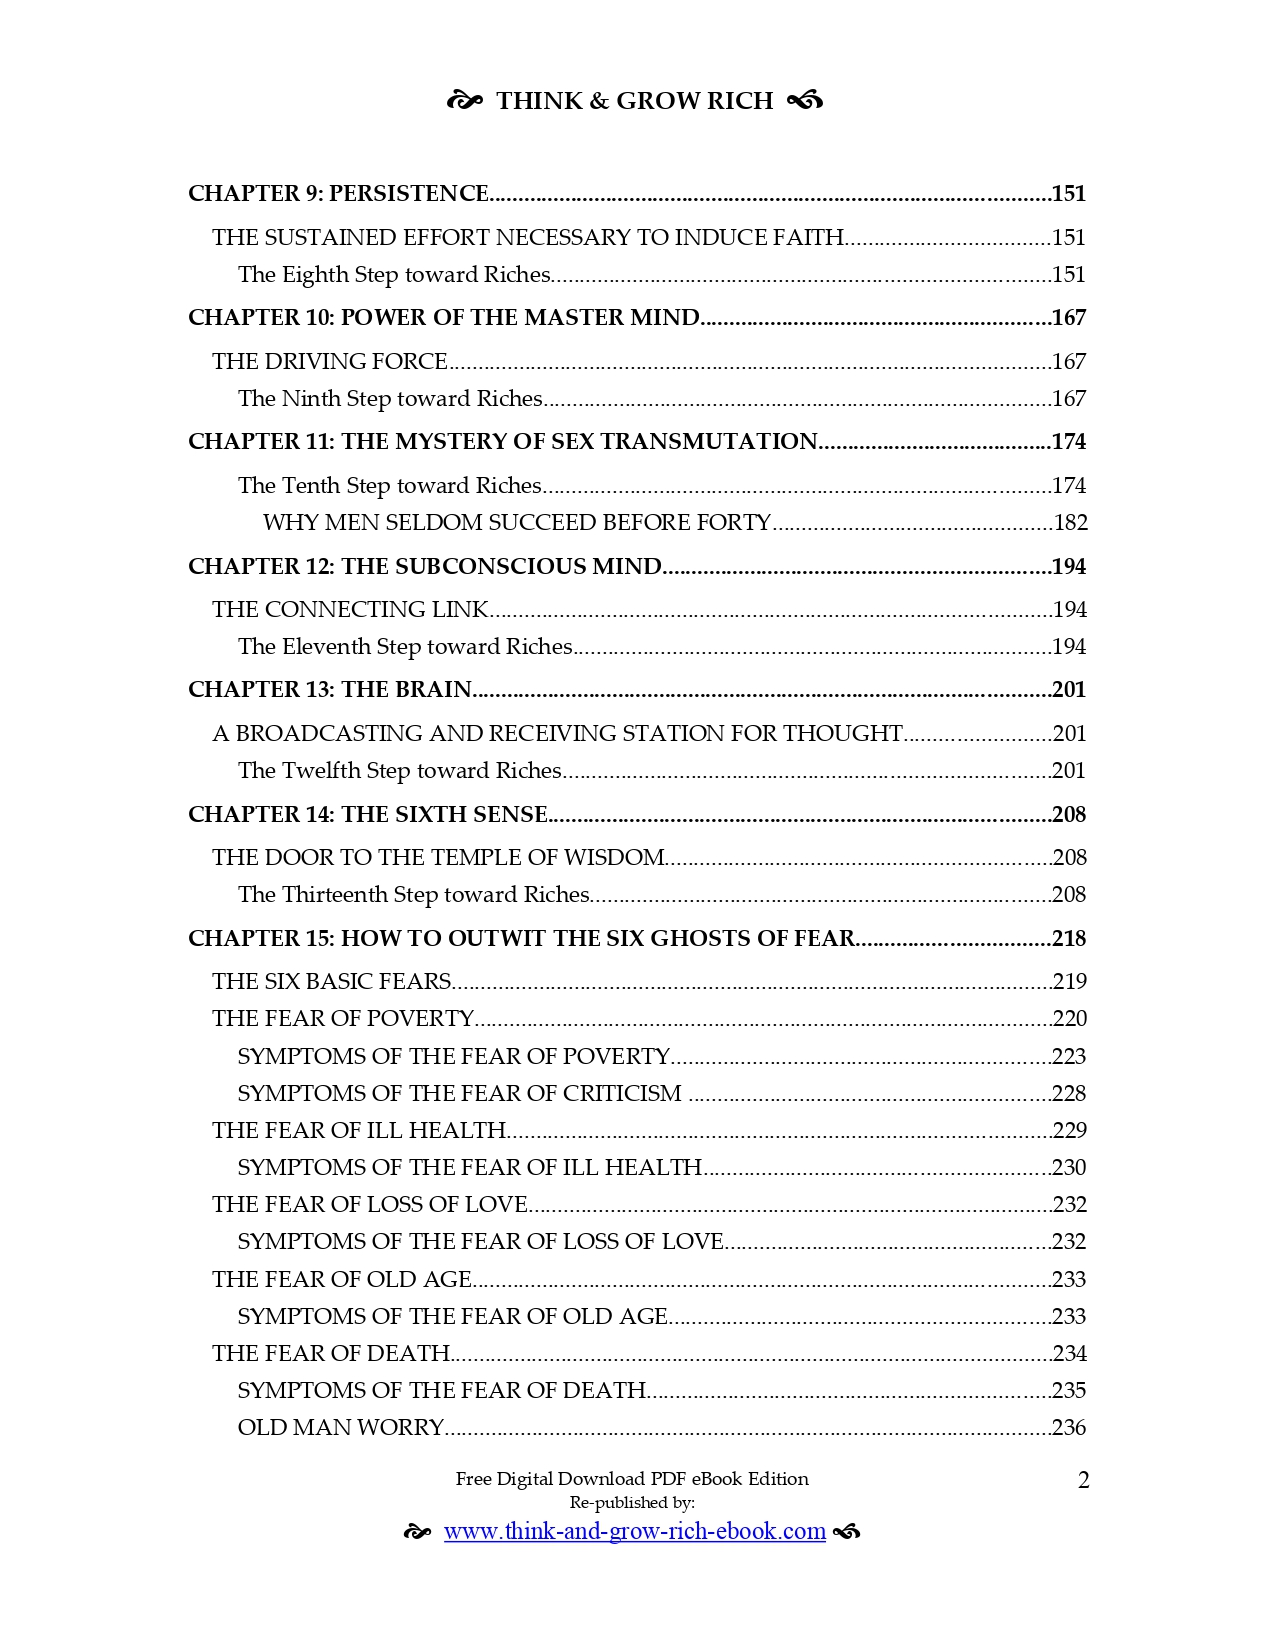 THINK & GROW RICH
CHAPTER 9: PERSISTENCE....................................................................................................151
THE SUSTAINED EFFORT NECESSARY TO INDUCE FAITH...................................151
The Eighth Step toward Riches......................................................................................151
CHAPTER 10: POWER OF THE MASTER MIND............................................................167
THE DRIVING FORCE.......................................................................................................167
The Ninth Step toward Riches.......................................................................................167
CHAPTER 11: THE MYSTERY OF SEX TRANSMUTATION........................................174
The Tenth Step toward Riches.......................................................................................174
WHY MEN SELDOM SUCCEED BEFORE FORTY................................................182
CHAPTER 12: THE SUBCONSCIOUS MIND..................................................................194
THE CONNECTING LINK................................................................................................194
The Eleventh Step toward Riches..................................................................................194
CHAPTER 13: THE BRAIN...................................................................................................201
A BROADCASTING AND RECEIVING STATION FOR THOUGHT.........................201
The Twelfth Step toward Riches....................................................................................201
CHAPTER 14: THE SIXTH SENSE......................................................................................208
THE DOOR TO THE TEMPLE OF WISDOM..................................................................208
The Thirteenth Step toward Riches...............................................................................208
CHAPTER 15: HOW TO OUTWIT THE SIX GHOSTS OF FEAR.................................218
THE SIX BASIC FEARS.......................................................................................................219
THE FEAR OF POVERTY...................................................................................................220
SYMPTOMS OF THE FEAR OF POVERTY.................................................................223
SYMPTOMS OF THE FEAR OF CRITICISM ..............................................................228
THE FEAR OF ILL HEALTH.............................................................................................229
SYMPTOMS OF THE FEAR OF ILL HEALTH...........................................................230
THE FEAR OF LOSS OF LOVE..........................................................................................232
SYMPTOMS OF THE FEAR OF LOSS OF LOVE........................................................232
THE FEAR OF OLD AGE...................................................................................................233
SYMPTOMS OF THE FEAR OF OLD AGE..................................................................233
THE FEAR OF DEATH.......................................................................................................234
SYMPTOMS OF THE FEAR OF DEATH.....................................................................235
OLD MAN WORRY........................................................................................................236
Free Digital Download PDF eBook Edition
2
Re-published by:
www.think-and-grow-rich-ebook.com